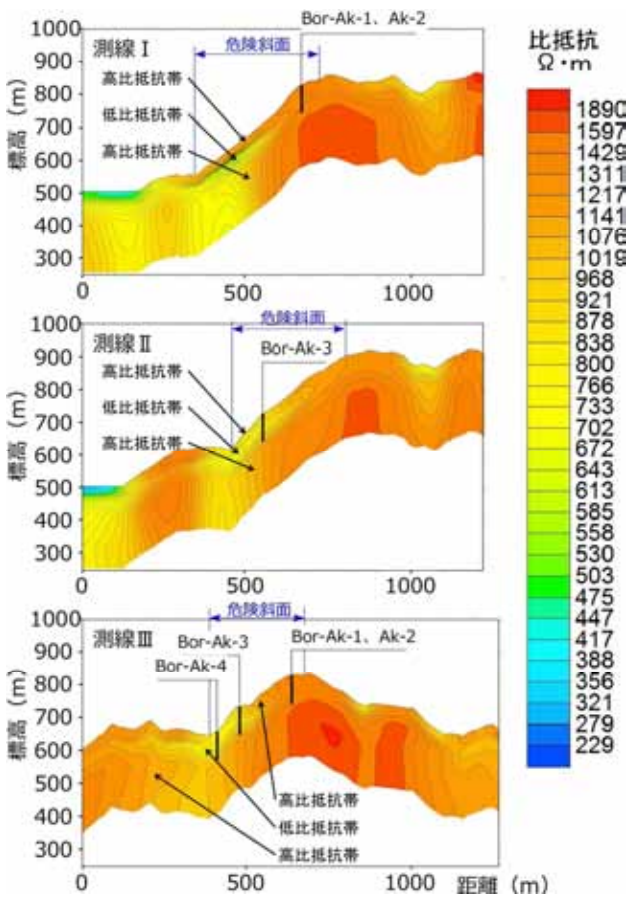 測線Ⅰ
危険斜面
Bor-Ak-1、Ak-2
高比抵抗帯
低比抵抗帯
高比抵抗帯
標高（m）
1000
900
800
700
600
500
400
300
0
500
1000
測線Ⅱ
危険斜面
Bor-Ak-3
高比抵抗帯
低比抵抗帯
高比抵抗帯
標高（m）
1000
900
800
700
600
500
400
300
0
500
1000
測線Ⅲ
危険斜面
Bor-Ak-3
Bor-Ak-1、Ak-2
Bor-Ak-4
高比抵抗帯
低比抵抗帯
高比抵抗帯
標高（m）
1000
900
800
700
600
500
400
300
0
500
1000
距離（m）
比抵抗
Ω・m
1890
1597
1429
1311
1217
1141
1076
1019
968
921
878
838
800
766
733
702
672
643
613
585
558
530
503
475
447
417
388
356
321
279
229